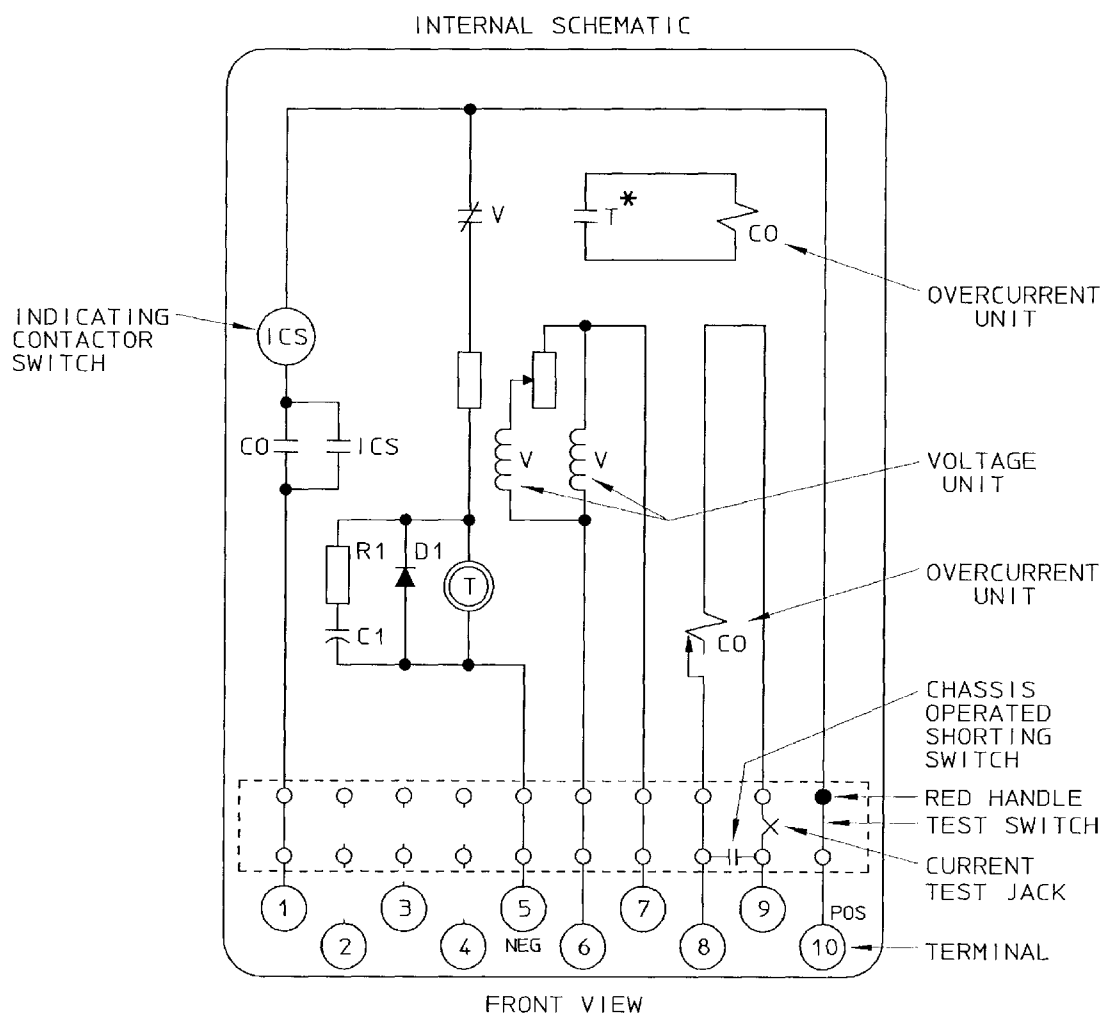 INTERNAL SCHEMATIC
V
T *
CO
OVERCURRENT
UNIT
INDICATING
CONTACTOR
SWITCH
ICS
CO
ICS
V
V
VOLTAGE
UNIT
R1
D1
T
C1
OVERCURRENT
UNIT
CO
CHASSIS
OPERATED
SHORTING
SWITCH
RED HANDLE
TEST SWITCH
CURRENT
TEST JACK
1
3
5
7
9
POS
NEG
2
4
6
8
10
TERMINAL
FRONT VIEW